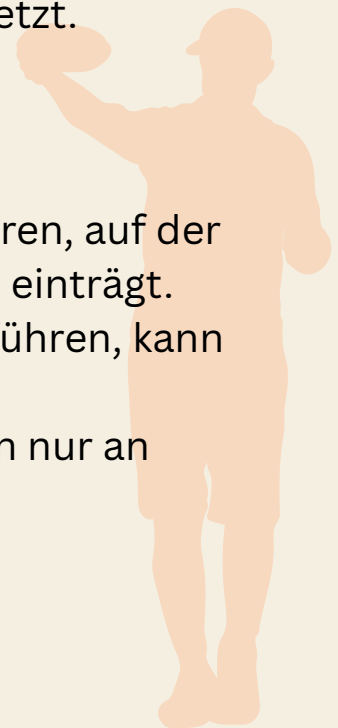 etzt.
ren, auf der
einträgt.
ühren, kann
n nur an